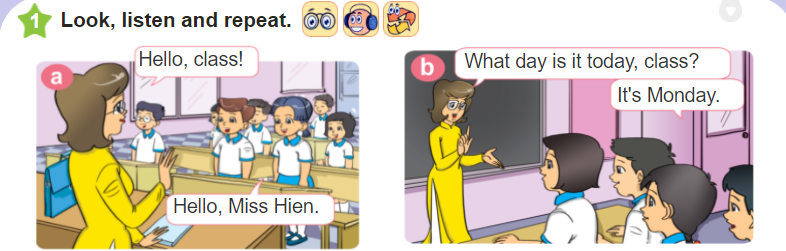 1 Look, listen and repeat.
a
Hello, class!
Hello, Miss Hien.
b
What day is it today, class?
It's Monday.